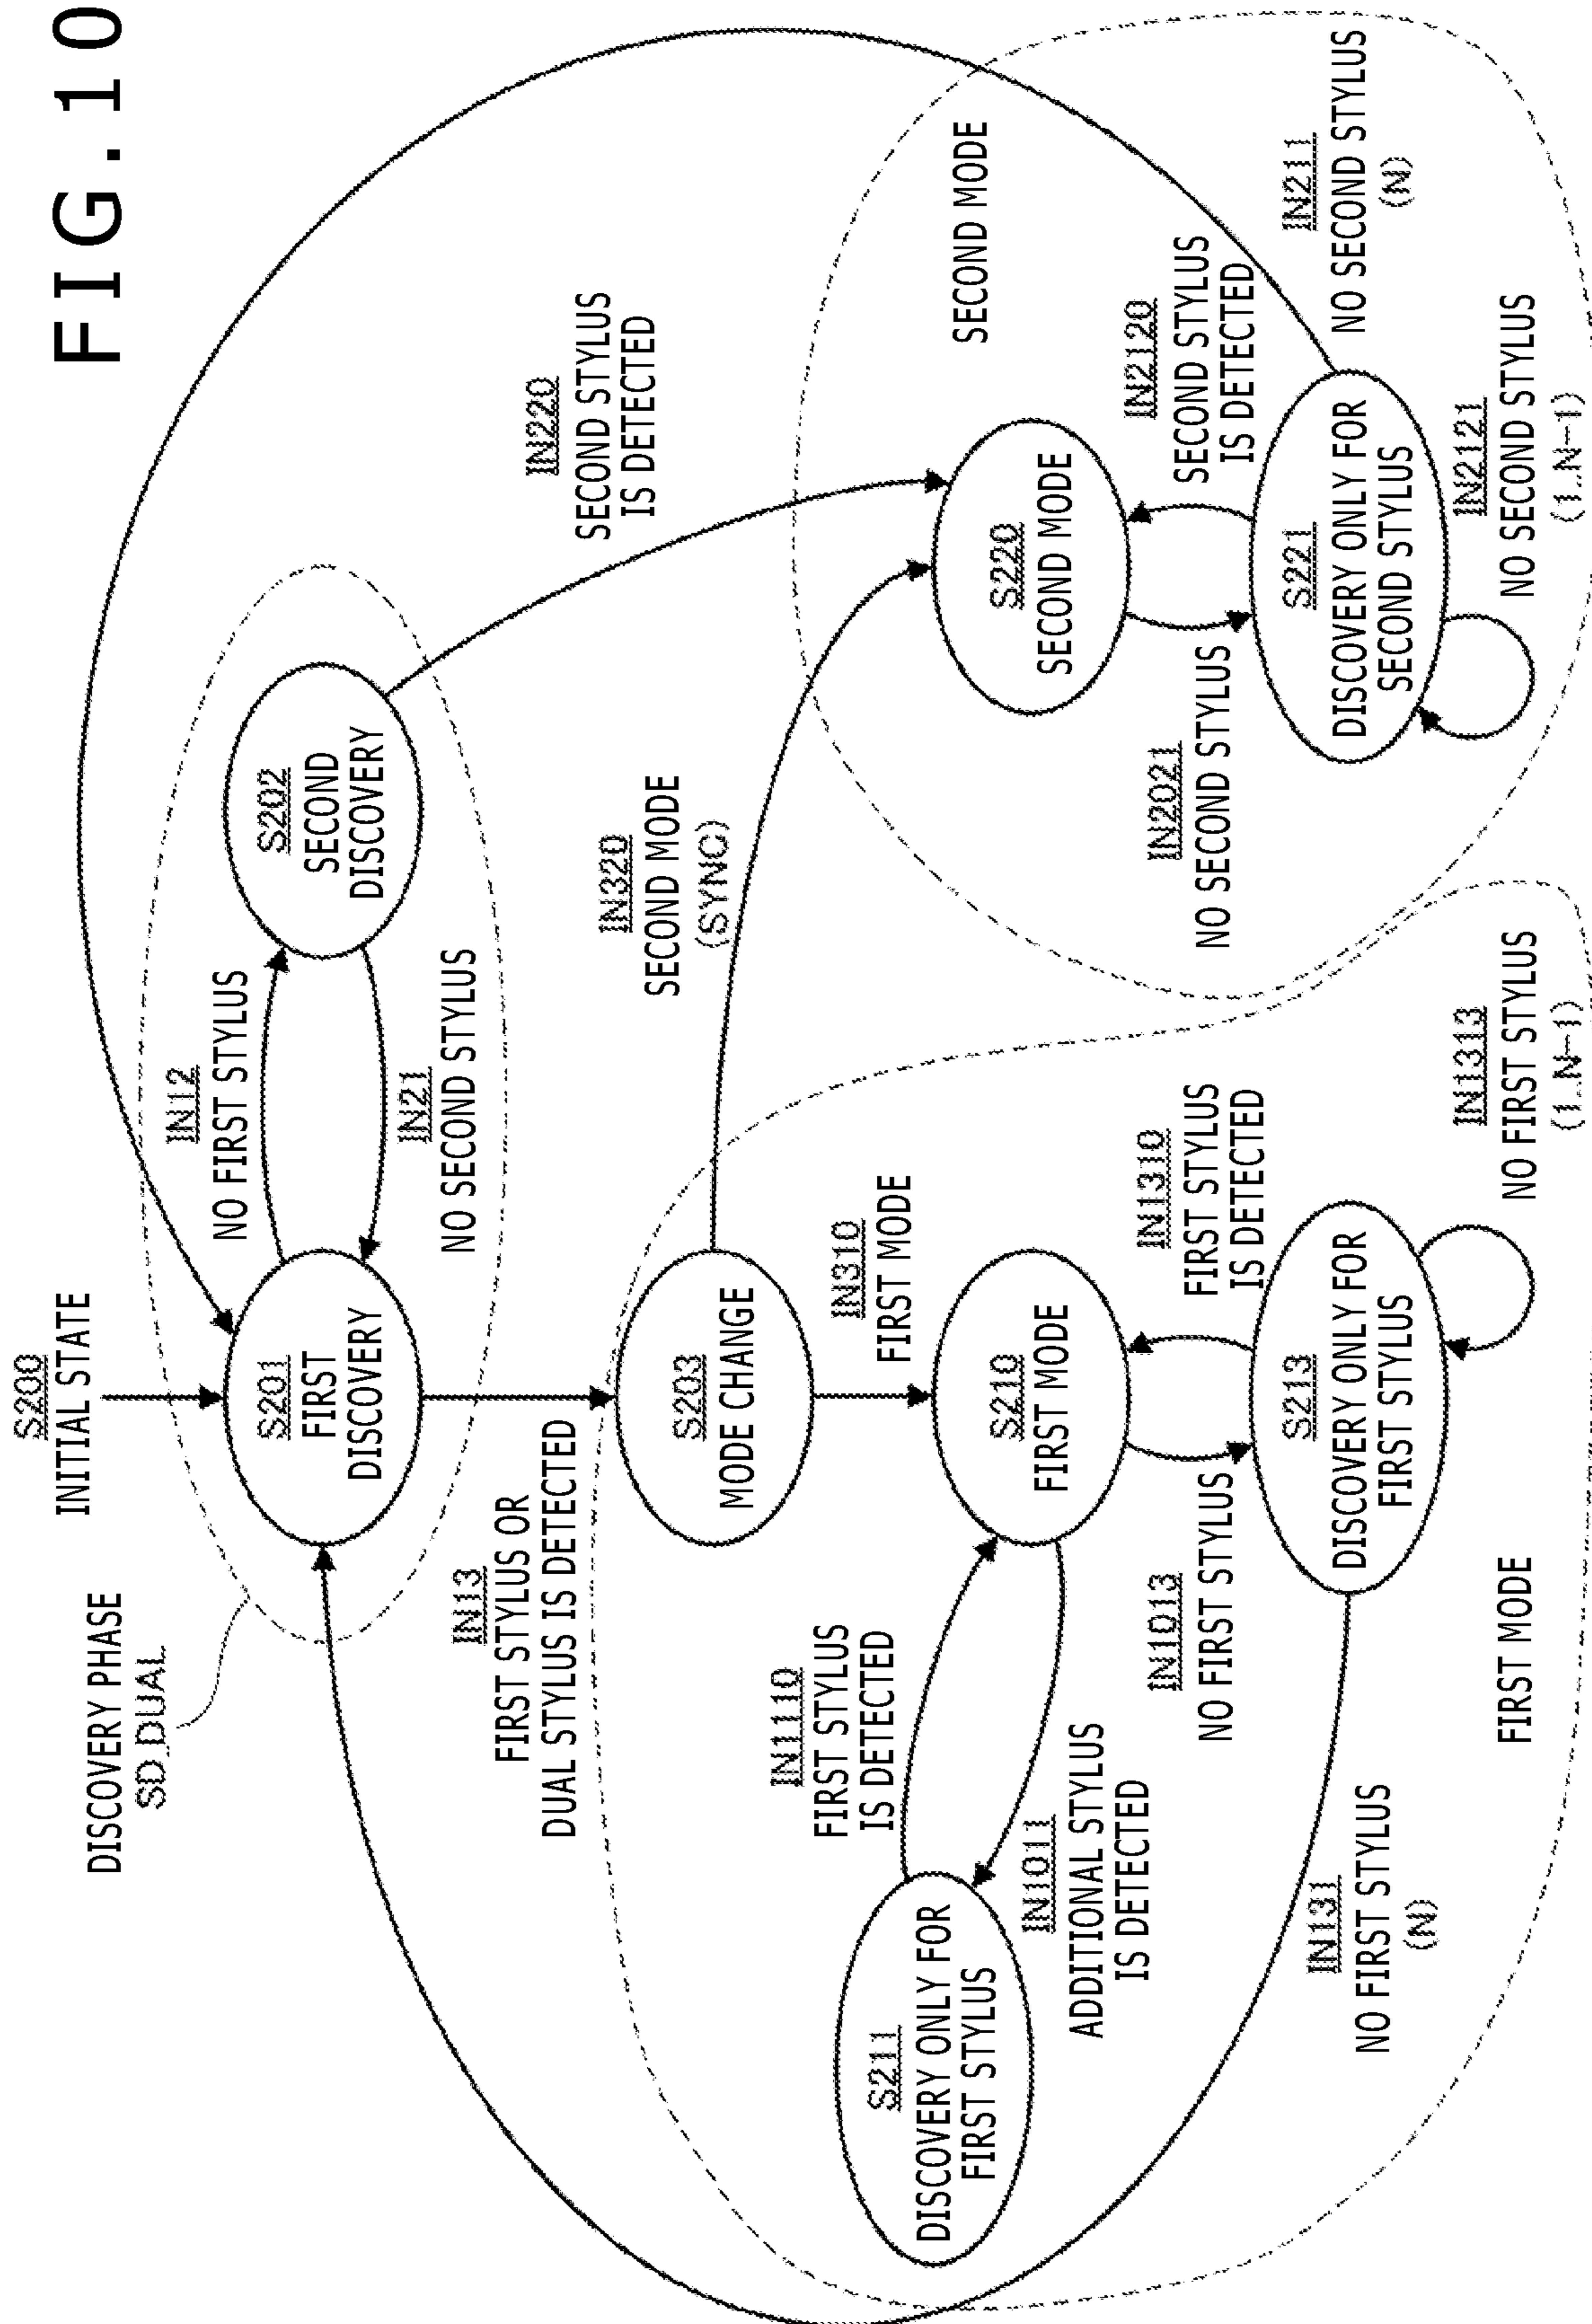 FIG.10
S200
INITIAL STATE
DISCOVERY PHASE
SD_DUAL
S201
FIRST
DISCOVERY
IN12
NO FIRST STYLUS
IN21
NO SECOND STYLUS
S202
SECOND
DISCOVERY
IN13
FIRST STYLUS OR
DUAL STYLUS IS DETECTED
S203
MODE CHANGE
IN320
SECOND MODE
(SYNC)
IN220
SECOND STYLUS
IS DETECTED
IN310
FIRST MODE
S211
DISCOVERY ONLY FOR
FIRST STYLUS
IN1110
FIRST STYLUS
IS DETECTED
IN1011
ADDITIONAL STYLUS
IS DETECTED
S210
FIRST MODE
IN1013
NO FIRST STYLUS
IN1310
FIRST STYLUS
IS DETECTED
S213
DISCOVERY ONLY FOR
FIRST STYLUS
IN131
NO FIRST STYLUS
(N)
IN1313
NO FIRST STYLUS
(1..N-1)
FIRST MODE
SECOND MODE
S220
SECOND MODE
IN2021
NO SECOND STYLUS
IN2120
SECOND STYLUS
IS DETECTED
S221
DISCOVERY ONLY FOR
SECOND STYLUS
IN211
NO SECOND STYLUS
(N)
IN2121
NO SECOND STYLUS
(1..N-1)